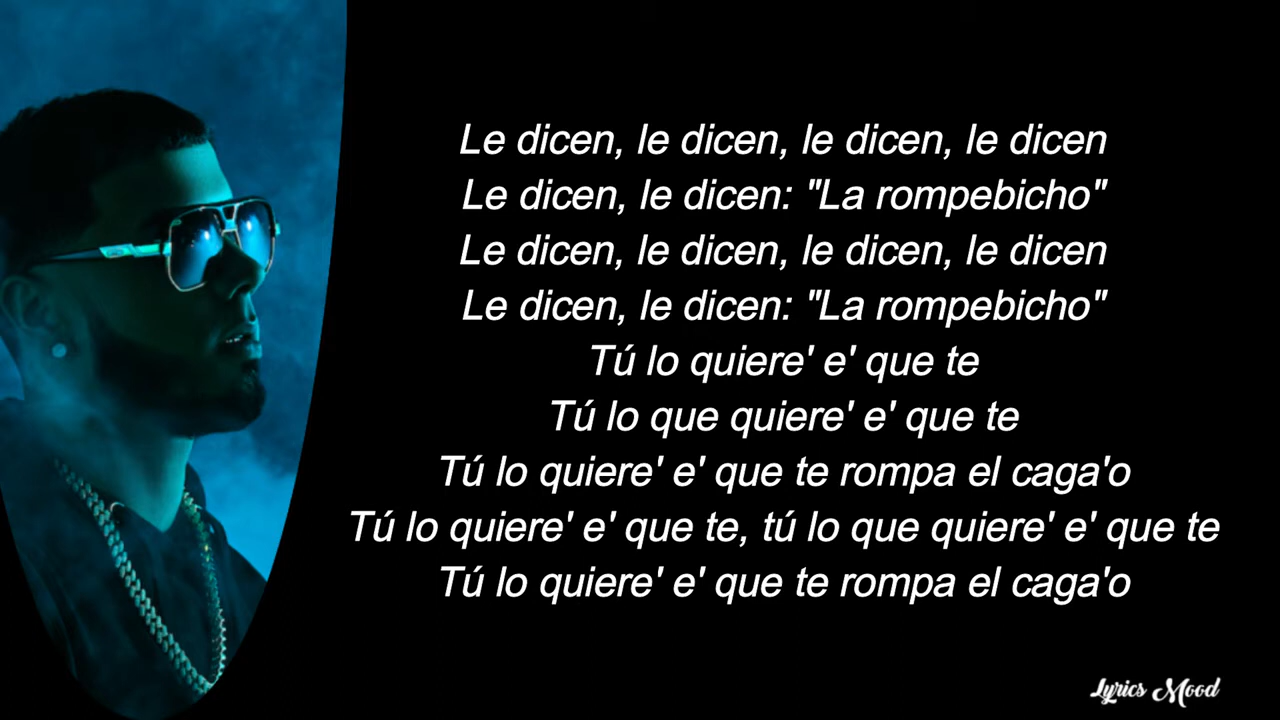 Le dicen, le dicen, le dicen, le dicen
Le dicen, le dicen: "La rompebicho"
Le dicen, le dicen, le dicen, le dicen
Le dicen, le dicen: "La rompebicho"
Tú lo quiere' e' que te
Tú lo que quiere' e' que te
Tú lo quiere' e' que te rompa el caga'o
Tú lo quiere' e' que te, tú lo que quiere' e' que te
Tú lo quiere' e' que te rompa el caga'o
Lyrics Mood